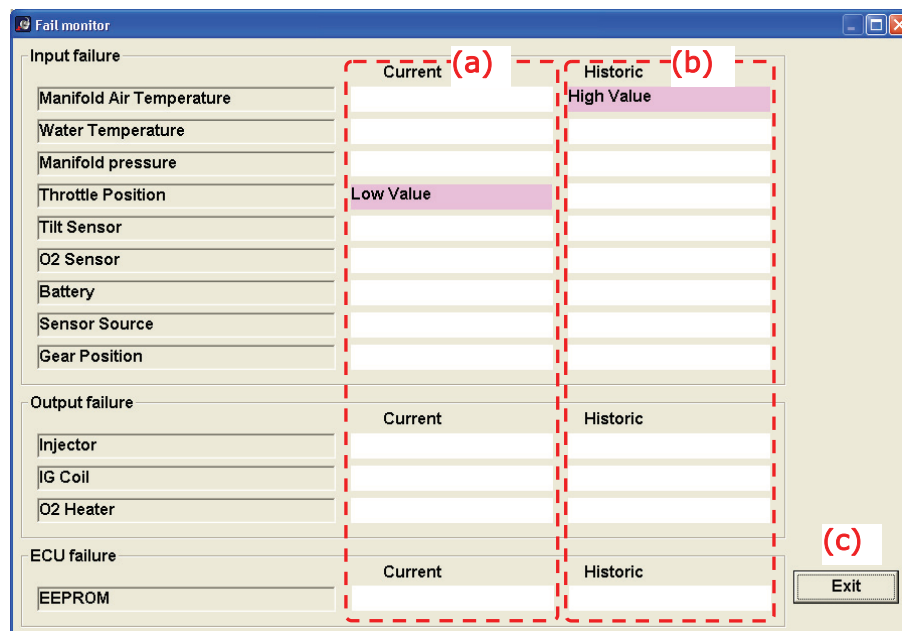 Fail monitor
Input failure
Current (a) Historic (b)
Manifold Air Temperature High Value
Water Temperature
Manifold pressure
Throttle Position Low Value
Tilt Sensor
O2 Sensor
Battery
Sensor Source
Gear Position
Output failure
Current Historic
Injector
IG Coil
O2 Heater
ECU failure
(c)
Current Historic
Exit
EEPROM